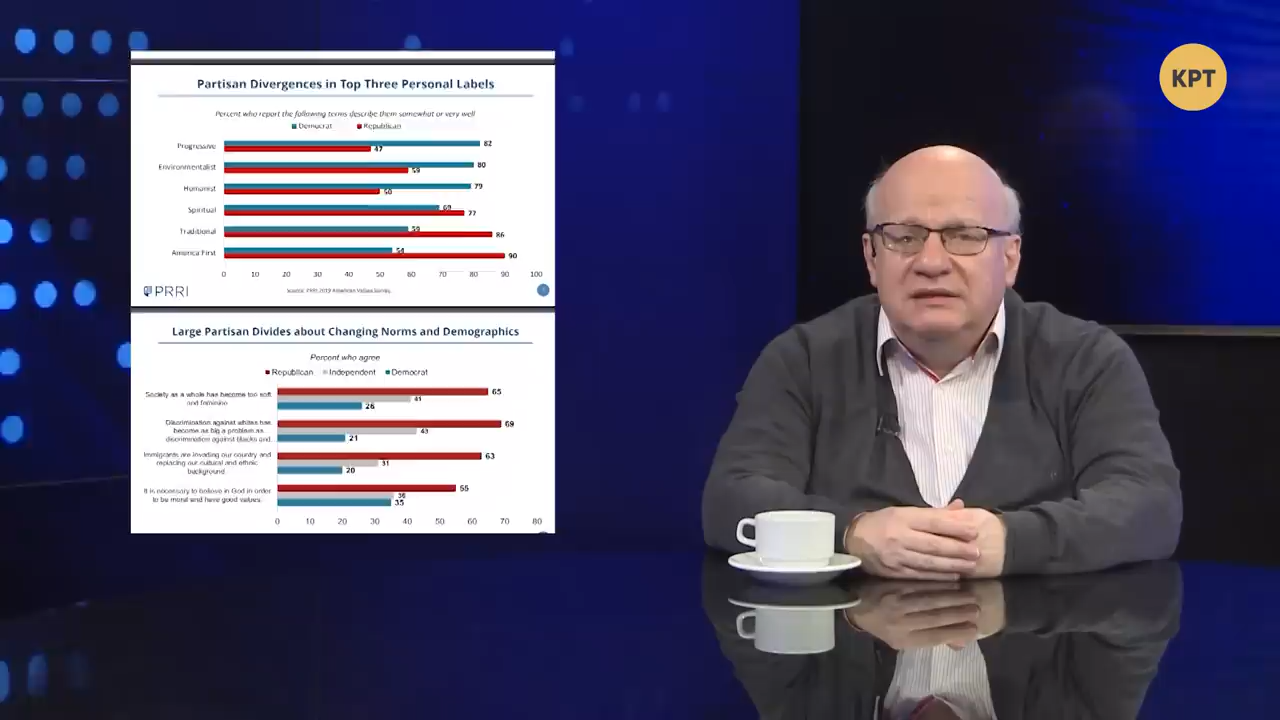 КРТ
Partisan Divergences in Top Three Personal Labels
Percent who report the following terms describe them somewhat or very well
Democrat Republican
Progressive 82
47
Environmentalist 80
59
Humanist 79
50
Spiritual 69
77
Traditional 59
86
America First 54
90
0 10 20 30 40 50 60 70 80 90 100
PRRI
Source: PRRI 2019 American Values Survey.
Large Partisan Divides about Changing Norms and Demographics
Percent who agree
Republican Independent Democrat
Society as a whole has become too soft
and feminine
65
41
26
Discrimination against whites has
become as big a problem as
discrimination against blacks and
69
43
21
Immigrants are invading our country and
replacing our cultural and ethnic
background
63
31
20
It is necessary to believe in God in order
to be moral and have good values.
55
36
35
0 10 20 30 40 50 60 70 80